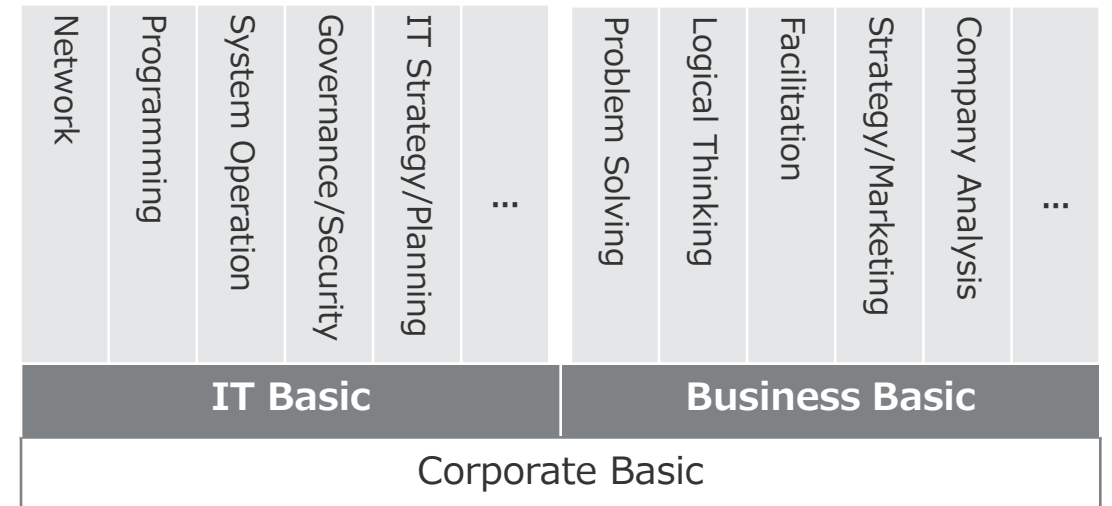 Network
Programming
System Operation
Governance/Security
IT Strategy/Planning
...
Problem Solving
Logical Thinking
Facilitation
Strategy/Marketing
Company Analysis
...
IT Basic
Business Basic
Corporate Basic